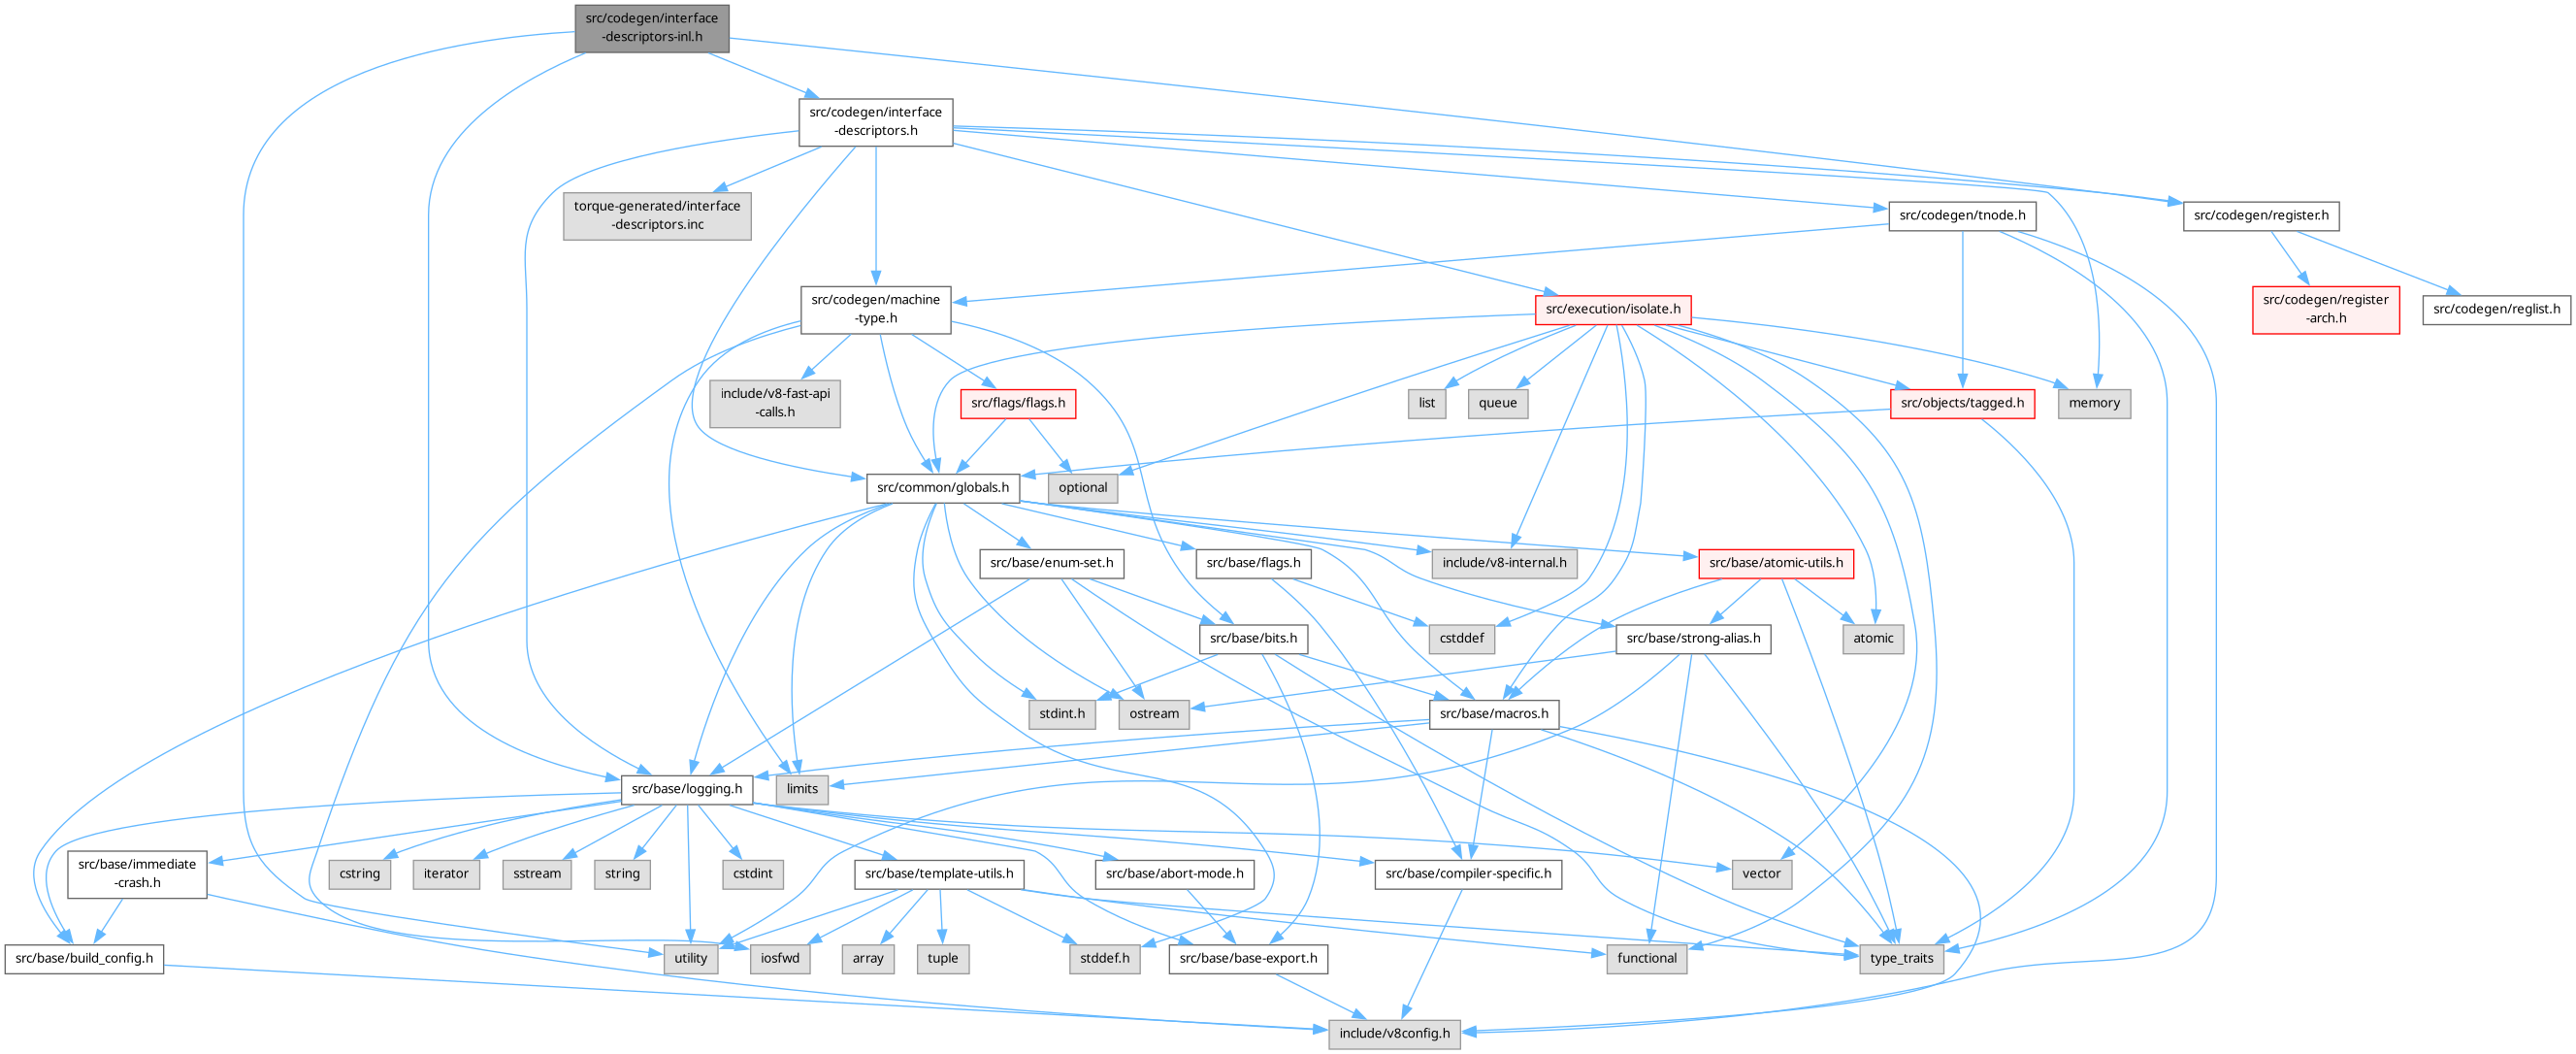 src/codegen/interface
-descriptors-inl.h
src/codegen/interface
-descriptors.h
torque-generated/interface
-descriptors.inc
src/codegen/tnode.h
src/codegen/register.h
src/codegen/machine
-type.h
src/execution/isolate.h
src/codegen/register
-arch.h
src/codegen/reglist.h
include/v8-fast-api
-calls.h
src/flags/flags.h
list
queue
src/objects/tagged.h
memory
src/common/globals.h
optional
src/base/enum-set.h
src/base/flags.h
include/v8-internal.h
src/base/atomic-utils.h
src/base/bits.h
cstddef
src/base/strong-alias.h
atomic
stdint.h
ostream
src/base/macros.h
src/base/logging.h
limits
src/base/immediate
-crash.h
cstring
iterator
sstream
string
cstdint
src/base/template-utils.h
src/base/abort-mode.h
src/base/compiler-specific.h
vector
src/base/build_config.h
utility
iosfwd
array
tuple
stddef.h
src/base/base-export.h
functional
type_traits
include/v8config.h